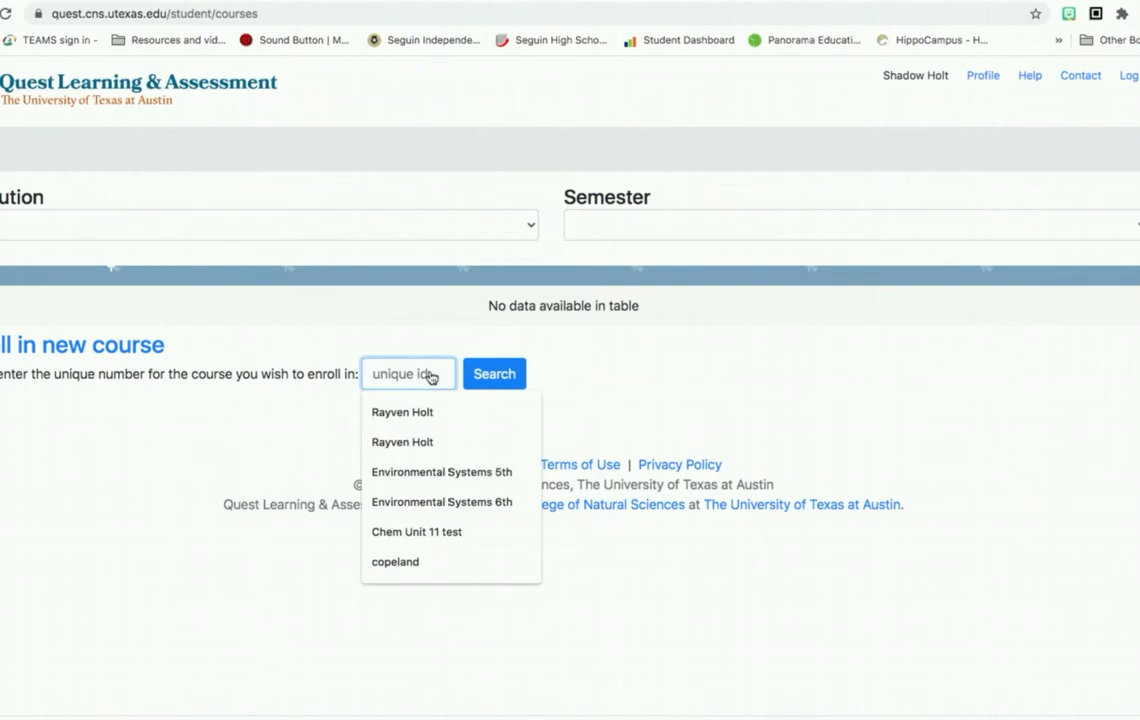 quest.cns.utexas.edu/student/courses
TEAMS sign in - Resources and vid... Sound Button | M... Seguin Independe... Seguin High Scho... Student Dashboard Panorama Educati... HippoCampus - H... » Other Bo
Quest Learning & Assessment
The University of Texas at Austin
Shadow Holt Profile Help Contact Log
ution Semester
No data available in table
ll in new course
enter the unique number for the course you wish to enroll in: unique id Search
Rayven Holt
Rayven Holt
Environmental Systems 5th
Terms of Use | Privacy Policy
© nces, The University of Texas at Austin
Environmental Systems 6th
Quest Learning & Asse ege of Natural Sciences at The University of Texas at Austin.
Chem Unit 11 test
copeland